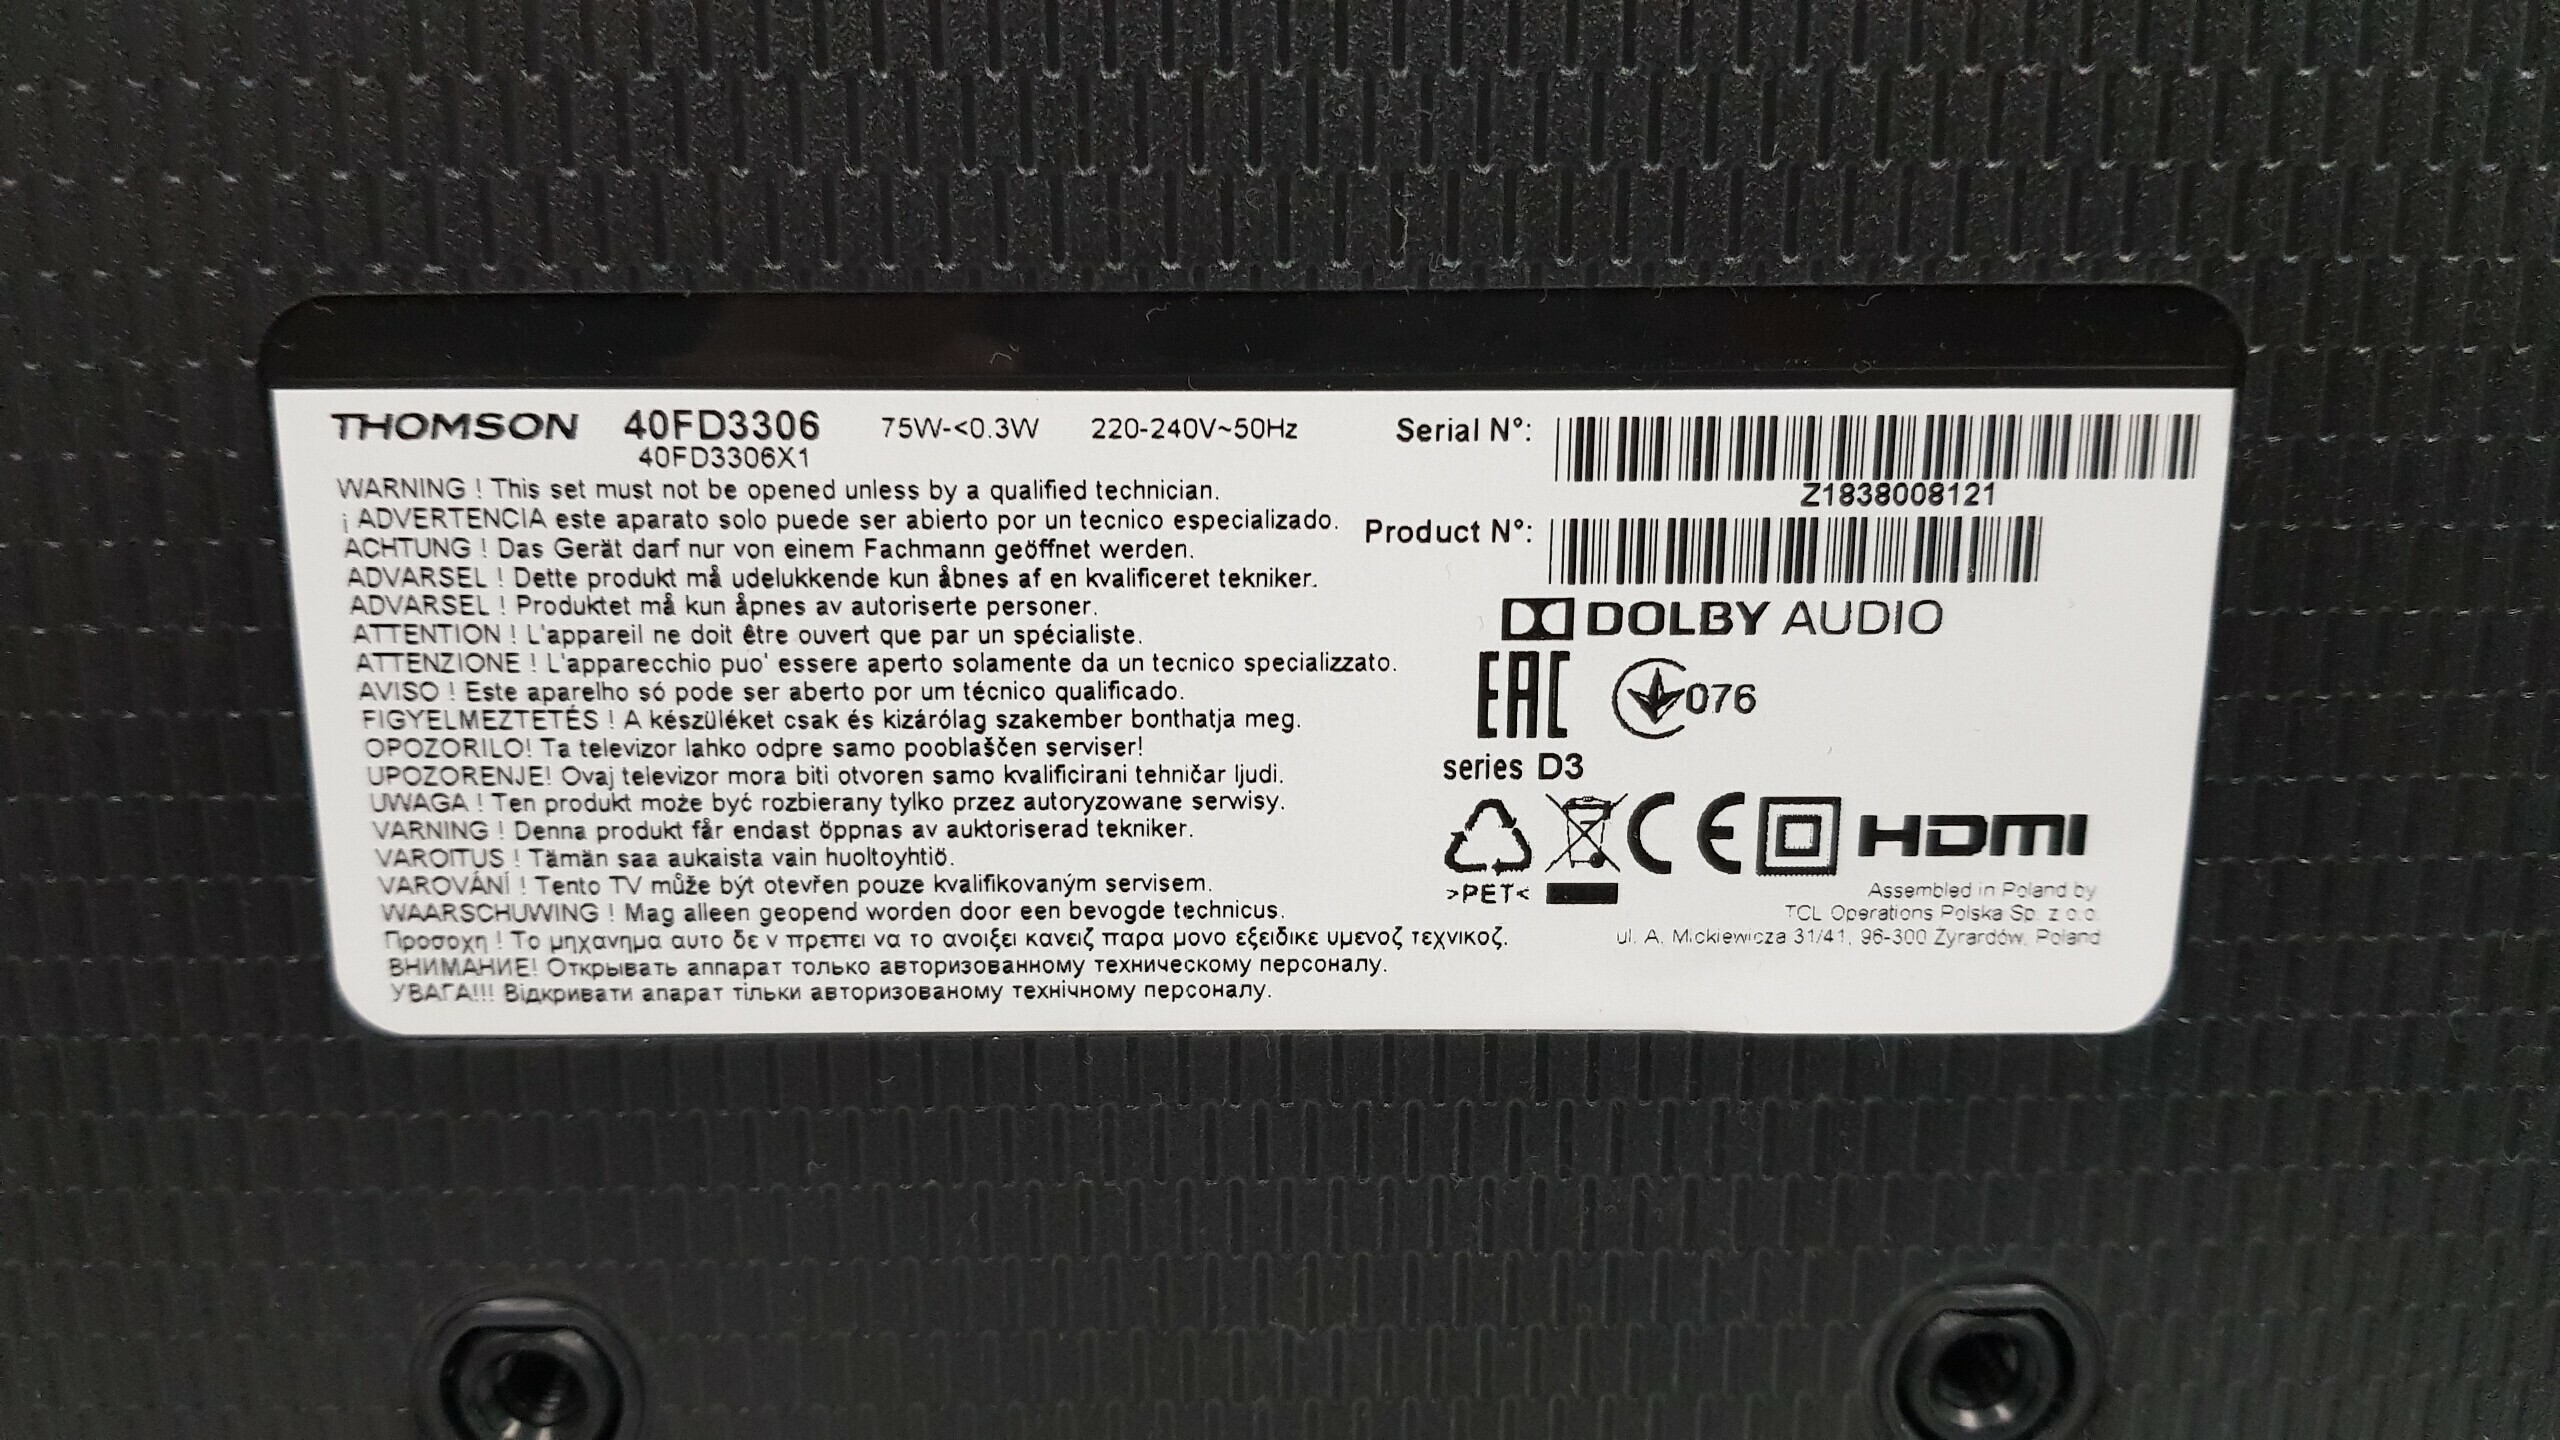 THOMSON 40FD3306 75W-<0.3W 220-240V~50Hz
40FD3306X1
WARNING ! This set must not be opened unless by a qualified technician.
¡ ADVERTENCIA este aparato solo puede ser abierto por un tecnico especializado.
ACHTUNG ! Das Gerät darf nur von einem Fachmann geöffnet werden.
ADVARSEL ! Dette produkt må udelukkende kun åbnes af en kvalificeret tekniker.
ADVARSEL ! Produktet må kun åpnes av autoriserte personer.
ATTENTION ! L'appareil ne doit être ouvert que par un spécialiste.
ATTENZIONE ! L'apparecchio puo' essere aperto solamente da un tecnico specializzato.
AVISO ! Este aparelho só pode ser aberto por um técnico qualificado.
FIGYELMEZTETÉS ! A készüléket csak és kizárólag szakember bonthatja meg.
OPOZORILO! Ta televizor lahko odpre samo pooblaščen serviser!
UPOZORENJE! Ovaj televizor mora biti otvoren samo kvalificirani tehničar ljudi.
UWAGA ! Ten produkt może być rozbierany tylko przez autoryzowane serwisy.
VARNING ! Denna produkt får endast öppnas av auktoriserad tekniker.
VAROITUS ! Tämän saa aukaista vain huoltoyhtiö.
VAROVÁNÍ ! Tento TV může být otevřen pouze kvalifikovaným servisem.
WAARSCHUWING ! Mag alleen geopend worden door een bevogde technicus.
Προσοχη ! Το μηχανημα αυτο δε ν πρεπει να το ανοιξει κανειζ παρα μονο εξειδικε υμενοζ τεχνικοζ.
ВНИМАНИЕ! Открывать аппарат только авторизованному техническому персоналу.
УВАГА!!! Відкривати апарат тільки авторизованому технічному персоналу.
Serial N°:
Z1838008121
Product N°:
DOLBY AUDIO
EAC 076
series D3
CE HDMI
>PET<
Assembled in Poland by
TCL Operations Polska Sp. z o.o.
ul. A. Mickiewicza 31/41, 96-300 Żyrardów, Poland